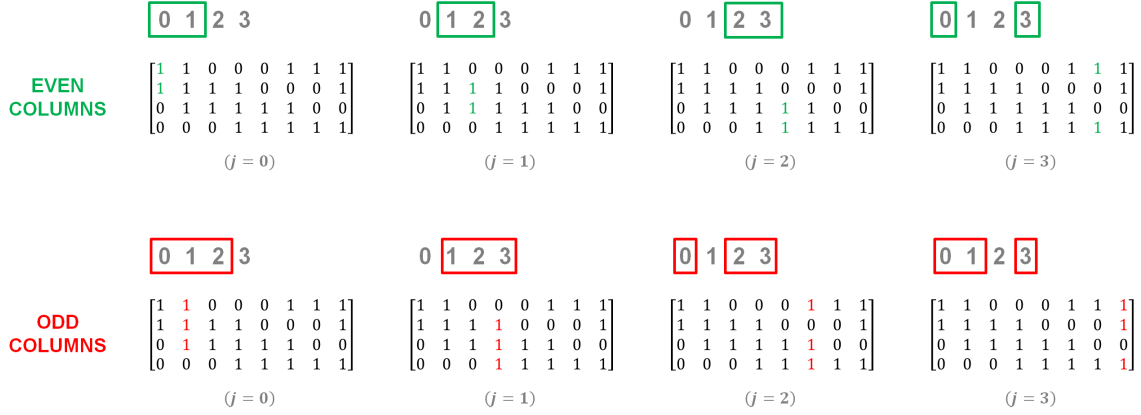 0 1 2 3 0 1 2 3 0 1 2 3 0 1 2 3
EVEN COLUMNS
1 1 0 0 0 1 1 1 1 1 0 0 0 1 1 1 1 1 0 0 0 1 1 1 1 1 0 0 0 1 1 1
1 1 1 1 0 0 0 1 1 1 1 1 0 0 0 1 1 1 1 1 0 0 0 1 1 1 1 1 0 0 0 1
0 1 1 1 1 1 0 0 0 1 1 1 1 1 0 0 0 1 1 1 1 1 0 0 0 1 1 1 1 1 0 0
0 0 0 1 1 1 1 1 0 0 0 1 1 1 1 1 0 0 0 1 1 1 1 1 0 0 0 1 1 1 1 1
(j = 0) (j = 1) (j = 2) (j = 3)
0 1 2 3 0 1 2 3 0 1 2 3 0 1 2 3
ODD COLUMNS
1 1 0 0 0 1 1 1 1 1 0 0 0 1 1 1 1 1 0 0 0 1 1 1 1 1 0 0 0 1 1 1
1 1 1 1 0 0 0 1 1 1 1 1 0 0 0 1 1 1 1 1 0 0 0 1 1 1 1 1 0 0 0 1
0 1 1 1 1 1 0 0 0 1 1 1 1 1 0 0 0 1 1 1 1 1 0 0 0 1 1 1 1 1 0 0
0 0 0 1 1 1 1 1 0 0 0 1 1 1 1 1 0 0 0 1 1 1 1 1 0 0 0 1 1 1 1 1
(j = 0) (j = 1) (j = 2) (j = 3)